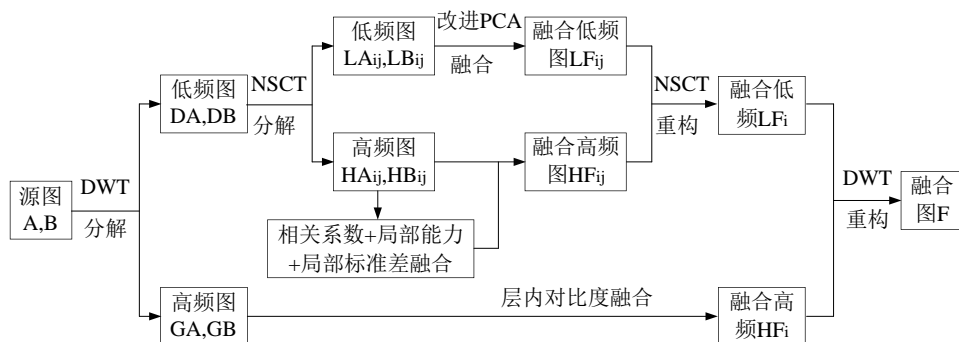 源图
A,B
DWT
分解
低频图
DA,DB
NSCT
分解
低频图
LAij,LBij
改进PCA
融合
融合低频
图LFij
高频图
HAij,HBij
相关系数+局部能力
+局部标准差融合
融合高频
图HFij
NSCT
重构
融合低
频LFi
高频图
GA,GB
层内对比度融合
融合高
频HFi
DWT
重构
融合
图F